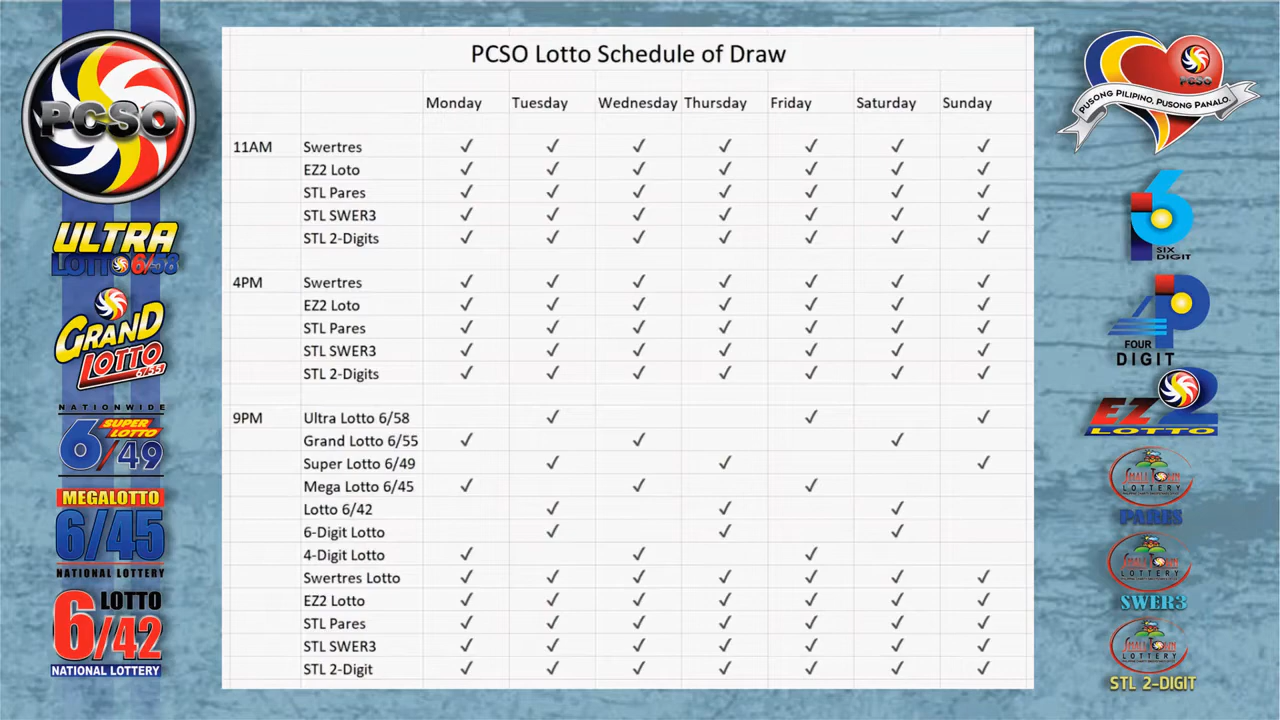 PCSO Lotto Schedule of Draw
Monday Tuesday Wednesday Thursday Friday Saturday Sunday
11AM Swertres ✓ ✓ ✓ ✓ ✓ ✓ ✓
EZ2 Loto ✓ ✓ ✓ ✓ ✓ ✓ ✓
STL Pares ✓ ✓ ✓ ✓ ✓ ✓ ✓
STL SWER3 ✓ ✓ ✓ ✓ ✓ ✓ ✓
STL 2-Digits ✓ ✓ ✓ ✓ ✓ ✓ ✓
4PM Swertres ✓ ✓ ✓ ✓ ✓ ✓ ✓
EZ2 Loto ✓ ✓ ✓ ✓ ✓ ✓ ✓
STL Pares ✓ ✓ ✓ ✓ ✓ ✓ ✓
STL SWER3 ✓ ✓ ✓ ✓ ✓ ✓ ✓
STL 2-Digits ✓ ✓ ✓ ✓ ✓ ✓ ✓
9PM Ultra Lotto 6/58 ✓ ✓ ✓
Grand Lotto 6/55 ✓ ✓ ✓
Super Lotto 6/49 ✓ ✓ ✓
Mega Lotto 6/45 ✓ ✓ ✓
Lotto 6/42 ✓ ✓ ✓
6-Digit Lotto ✓ ✓ ✓
4-Digit Lotto ✓ ✓ ✓
Swertres Lotto ✓ ✓ ✓ ✓ ✓ ✓ ✓
EZ2 Lotto ✓ ✓ ✓ ✓ ✓ ✓ ✓
STL Pares ✓ ✓ ✓ ✓ ✓ ✓ ✓
STL SWER3 ✓ ✓ ✓ ✓ ✓ ✓ ✓
STL 2-Digit ✓ ✓ ✓ ✓ ✓ ✓ ✓
PCSO
ULTRA
LOTTO 6/58
GRAND
LOTTO
6/55
NATIONWIDE
SUPER
LOTTO
6/49
MEGALOTTO
6/45
NATIONAL LOTTERY
LOTTO
6/42
NATIONAL LOTTERY
PCSO
PUSONG PILIPINO, PUSONG PANALO.
6
SIX
DIGIT
FOUR
DIGIT
EZ2
LOTTO
SMALL TOWN
LOTTERY
PARES
SMALL TOWN
LOTTERY
SWER3
SMALL TOWN
LOTTERY
STL 2-DIGIT